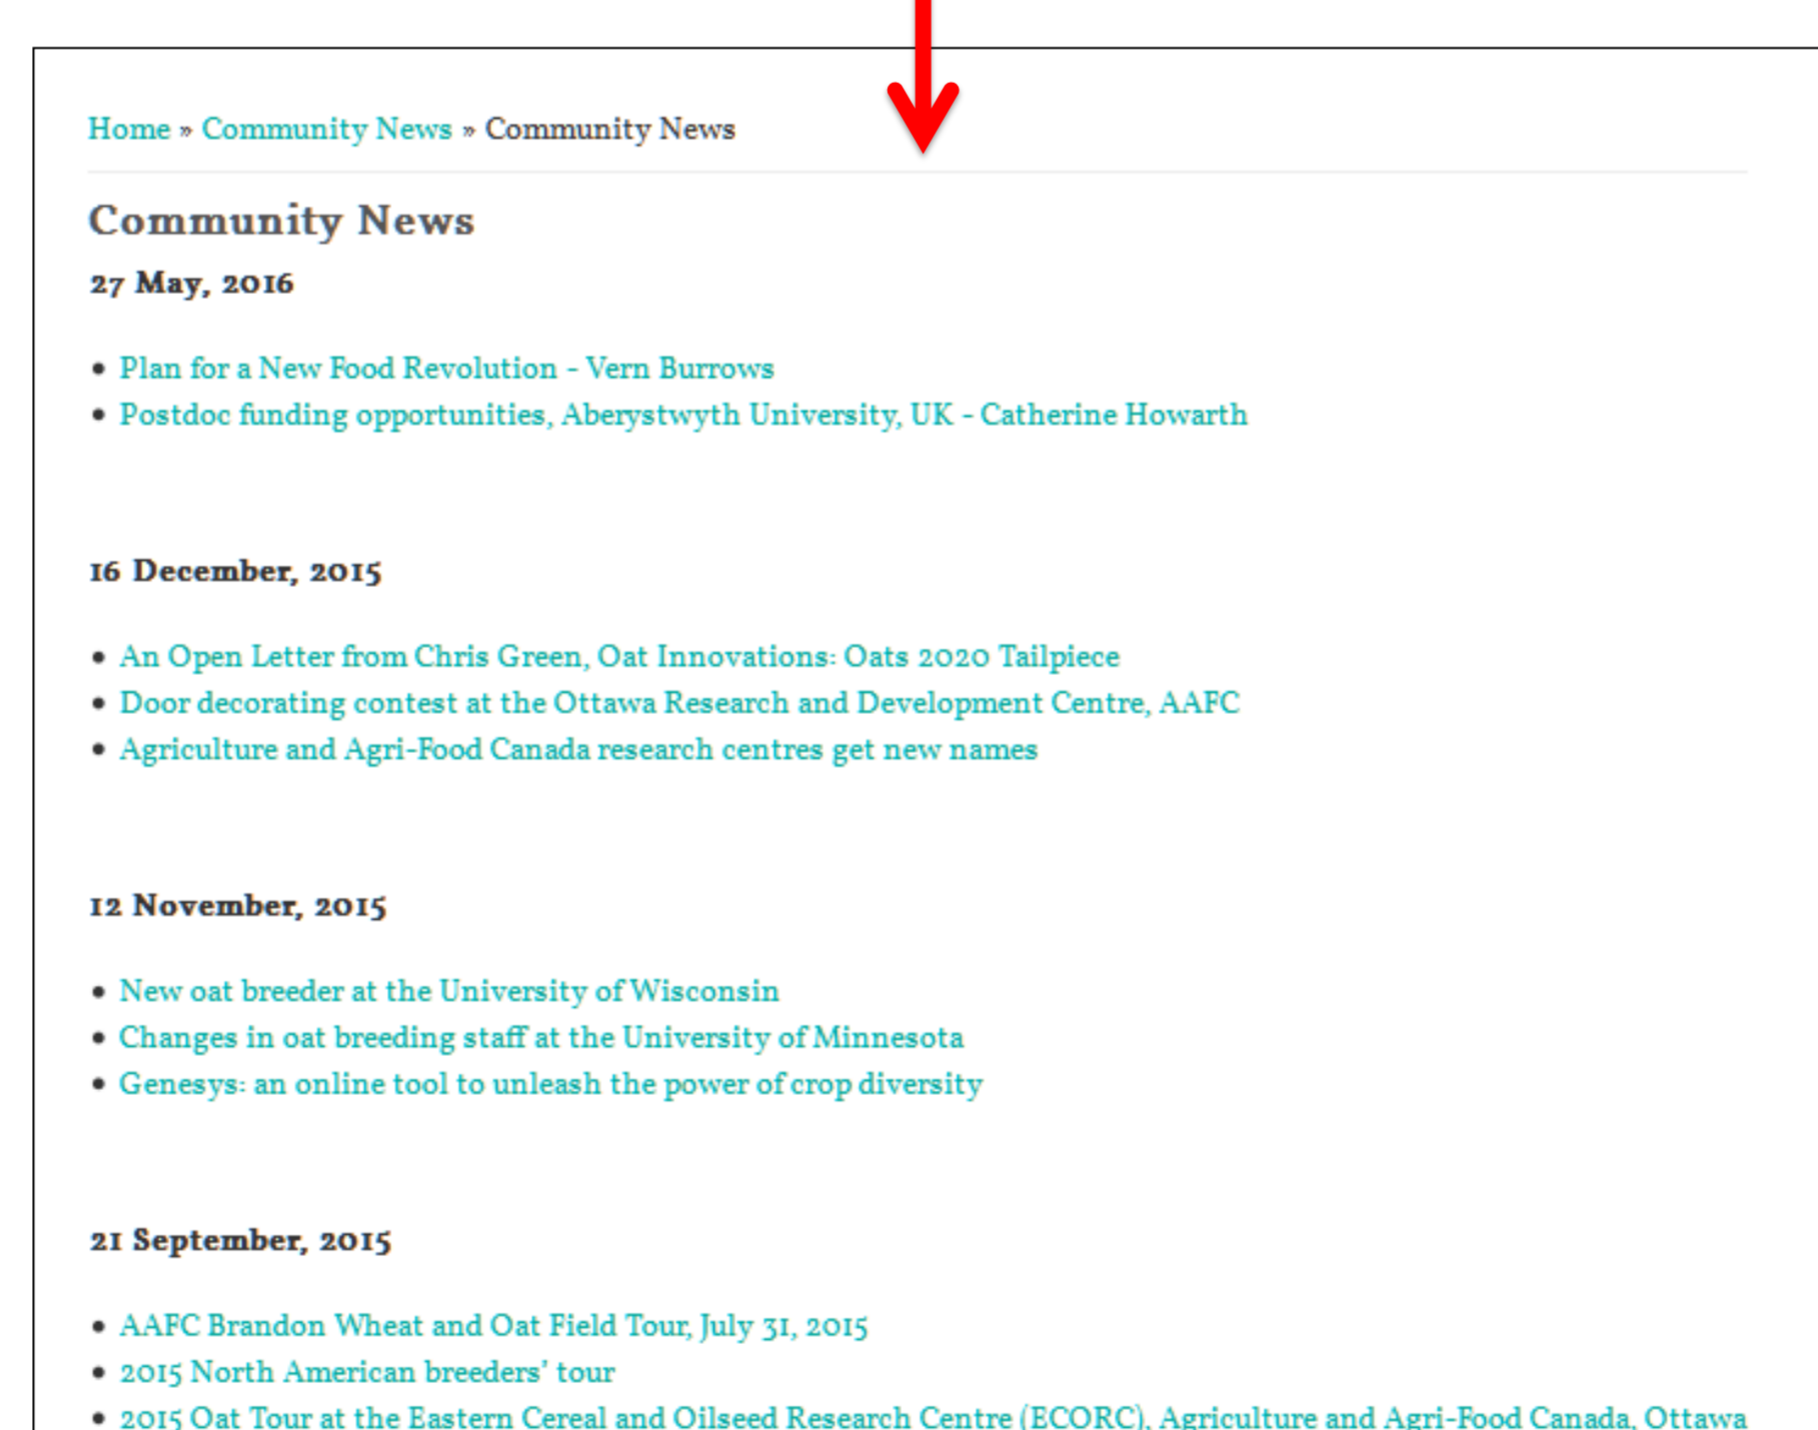 Home » Community News » Community News
Community News
27 May, 2016
• Plan for a New Food Revolution - Vern Burrows
• Postdoc funding opportunities, Aberystwyth University, UK - Catherine Howarth
16 December, 2015
• An Open Letter from Chris Green, Oat Innovations: Oats 2020 Tailpiece
• Door decorating contest at the Ottawa Research and Development Centre, AAFC
• Agriculture and Agri-Food Canada research centres get new names
12 November, 2015
• New oat breeder at the University of Wisconsin
• Changes in oat breeding staff at the University of Minnesota
• Genesys: an online tool to unleash the power of crop diversity
21 September, 2015
• AAFC Brandon Wheat and Oat Field Tour, July 31, 2015
• 2015 North American breeders’ tour
• 2015 Oat Tour at the Eastern Cereal and Oilseed Research Centre (ECORC), Agriculture and Agri-Food Canada, Ottawa